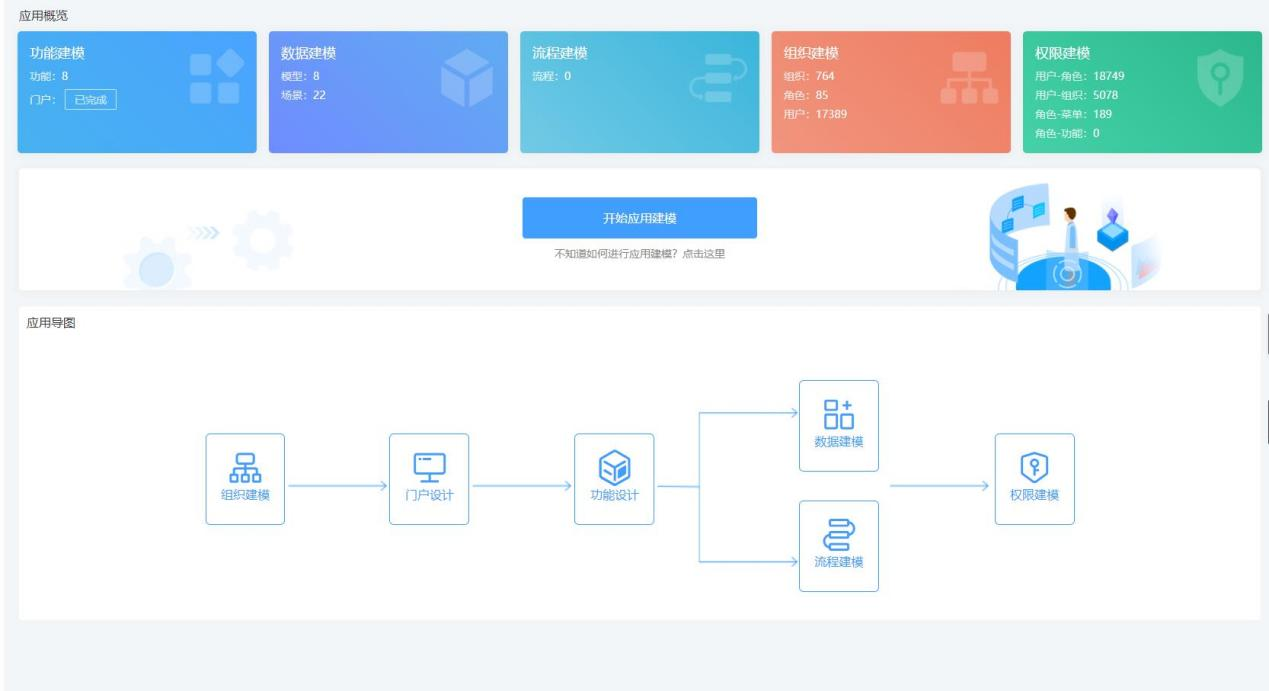 应用概览
功能建模
功能：8
门户：已完成
数据建模
模型：8
场景：22
流程建模
流程：0
组织建模
组织：764
角色：85
用户：17389
权限建模
用户-角色：18749
用户-组织：5078
角色-菜单：189
角色-功能：0
开始应用建模
不知道如何进行应用建模？点击这里
应用导图
组织建模
门户设计
功能设计
数据建模
流程建模
权限建模